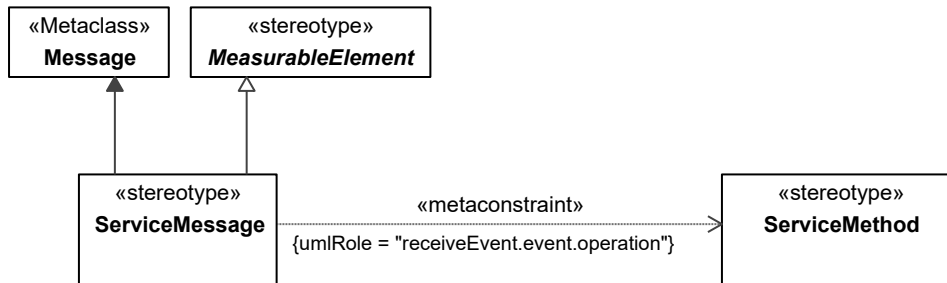 «Metaclass»
Message
«stereotype»
MeasurableElement
«stereotype»
ServiceMessage
«metaconstraint»
{umlRole = "receiveEvent.event.operation"}
«stereotype»
ServiceMethod